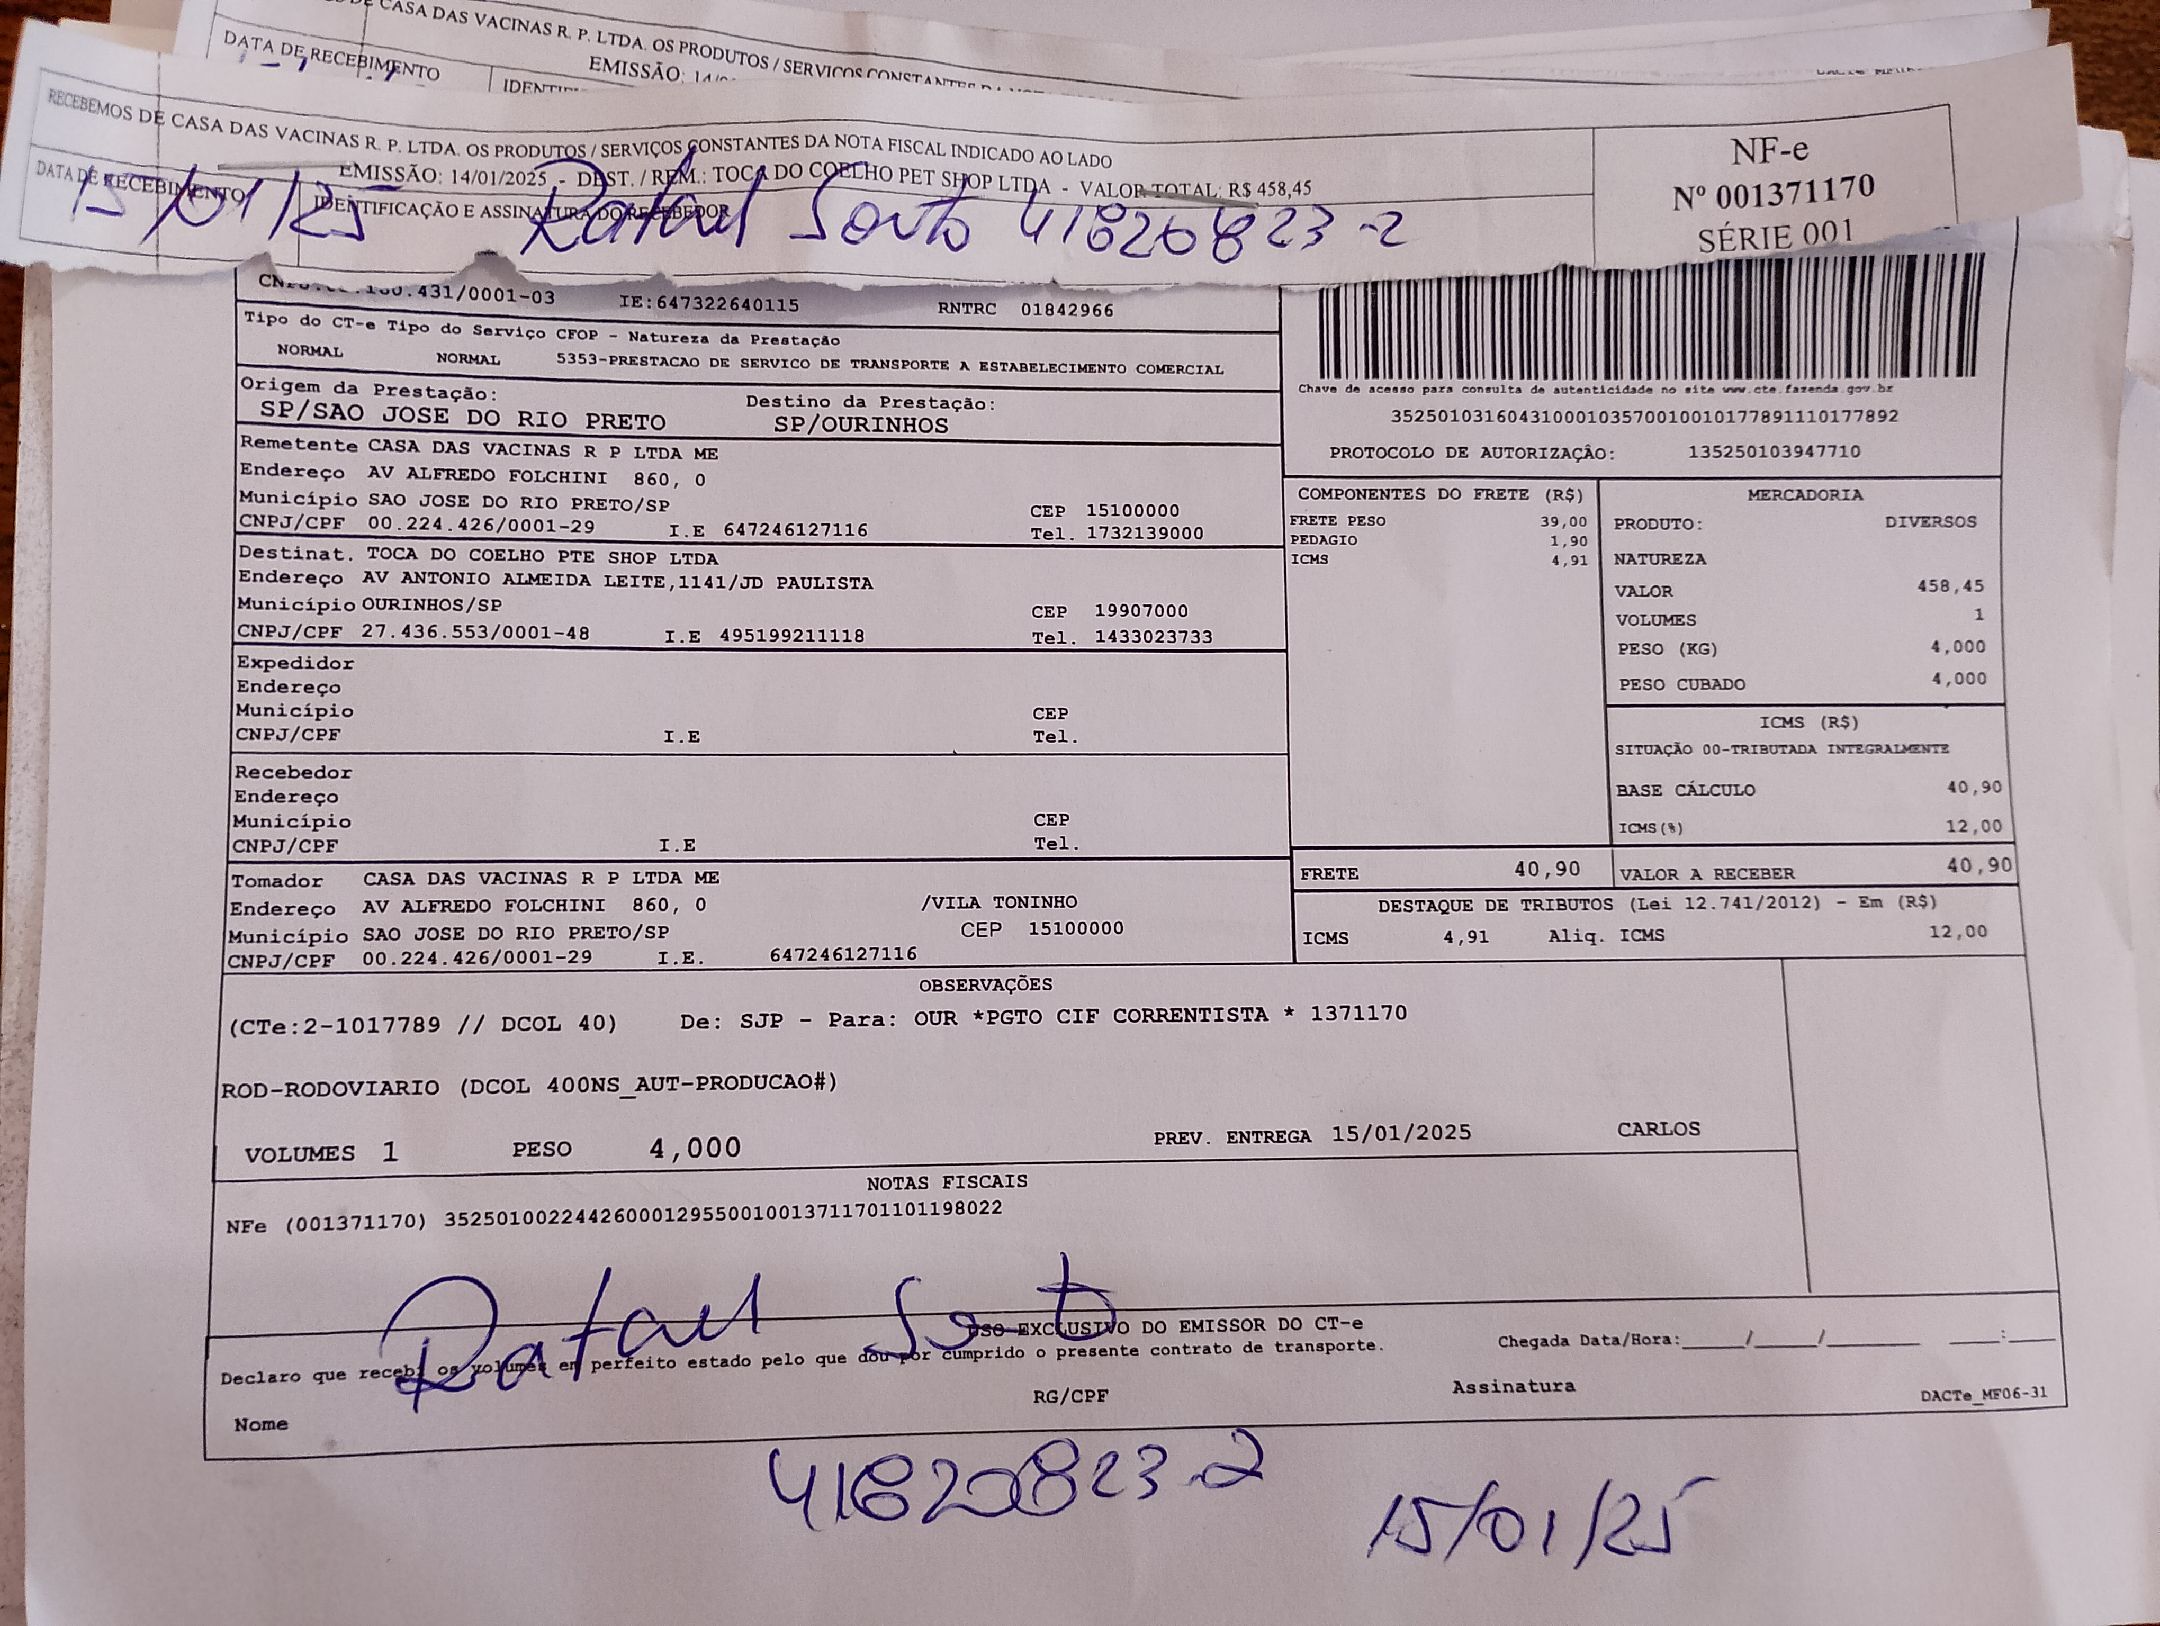 DE CASA DAS VACINAS R. P. LTDA. OS PRODUTOS / SERVIÇOS CONSTANTES DA
DATA DE RECEBIMENTO
EMISSÃO: 14/
RECEBEMOS DE CASA DAS VACINAS R. P. LTDA. OS PRODUTOS / SERVIÇOS CONSTANTES DA NOTA FISCAL INDICADO AO LADO
EMISSÃO: 14/01/2025 - DEST. / REM.: TOCA DO COELHO PET SHOP LTDA - VALOR TOTAL: R$ 458,45
DATA DE RECEBIMENTO
IDENTIFICAÇÃO E ASSINATURA DO RECEBEDOR
15/01/25 Rafael Souto 41820823-2
NF-e
Nº 001371170
SÉRIE 001
.431/0001-03 IE:647322640115 RNTRC 01842966
Tipo do CT-e Tipo do Serviço CFOP - Natureza da Prestação
NORMAL NORMAL 5353-PRESTACAO DE SERVICO DE TRANSPORTE A ESTABELECIMENTO COMERCIAL
Origem da Prestação: Destino da Prestação:
SP/SAO JOSE DO RIO PRETO SP/OURINHOS
Chave de acesso para consulta de autenticidade no site www.cte.fazenda.gov.br
35250103160431000103570010010177891110177892
PROTOCOLO DE AUTORIZAÇÂO: 135250103947710
Remetente CASA DAS VACINAS R P LTDA ME
Endereço AV ALFREDO FOLCHINI 860, 0
Município SAO JOSE DO RIO PRETO/SP CEP 15100000
CNPJ/CPF 00.224.426/0001-29 I.E 647246127116 Tel. 1732139000
Destinat. TOCA DO COELHO PTE SHOP LTDA
Endereço AV ANTONIO ALMEIDA LEITE,1141/JD PAULISTA
Município OURINHOS/SP CEP 19907000
CNPJ/CPF 27.436.553/0001-48 I.E 495199211118 Tel. 1433023733
Expedidor
Endereço
Município CEP
CNPJ/CPF I.E Tel.
Recebedor
Endereço
Município CEP
CNPJ/CPF I.E Tel.
Tomador CASA DAS VACINAS R P LTDA ME
Endereço AV ALFREDO FOLCHINI 860, 0 /VILA TONINHO
Município SAO JOSE DO RIO PRETO/SP CEP 15100000
CNPJ/CPF 00.224.426/0001-29 I.E. 647246127116
COMPONENTES DO FRETE (R$)
FRETE PESO 39,00
PEDAGIO 1,90
ICMS 4,91
MERCADORIA
PRODUTO: DIVERSOS
NATUREZA
VALOR 458,45
VOLUMES 1
PESO (KG) 4,000
PESO CUBADO 4,000
ICMS (R$)
SITUAÇÃO 00-TRIBUTADA INTEGRALMENTE
BASE CÁLCULO 40,90
ICMS(%) 12,00
FRETE 40,90 VALOR A RECEBER 40,90
DESTAQUE DE TRIBUTOS (Lei 12.741/2012) - Em (R$)
ICMS 4,91 Aliq. ICMS 12,00
OBSERVAÇÕES
(CTe:2-1017789 // DCOL 40) De: SJP - Para: OUR *PGTO CIF CORRENTISTA * 1371170
ROD-RODOVIARIO (DCOL 400NS_AUT-PRODUCAO#)
VOLUMES 1 PESO 4,000 PREV. ENTREGA 15/01/2025 CARLOS
NOTAS FISCAIS
NFe (001371170) 35250100224426000129550010013711701101198022
Rafael
USO EXCLUSIVO DO EMISSOR DO CT-e
Declaro que recebi os volumes em perfeito estado pelo que dou por cumprido o presente contrato de transporte.
Chegada Data/Hora:____/____/______ ___:___
Nome RG/CPF Assinatura
DACTe_MF06-31
41820823-2
15/01/25